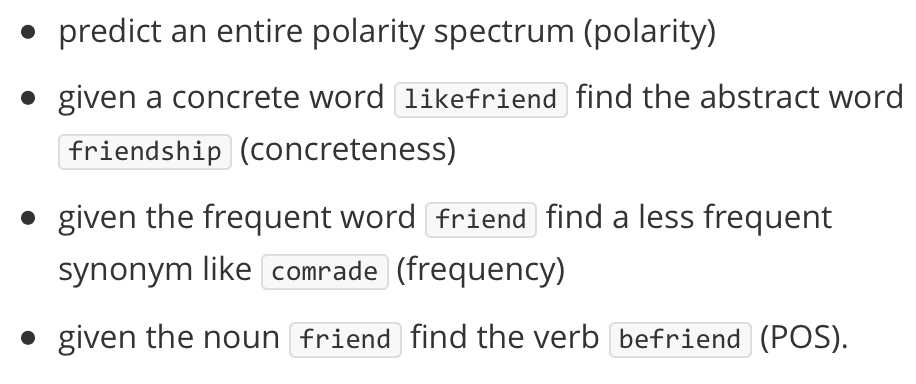 • predict an entire polarity spectrum (polarity)
• given a concrete word likefriend find the abstract word
friendship (concreteness)
• given the frequent word friend find a less frequent
synonym like comrade (frequency)
• given the noun friend find the verb befriend (POS).